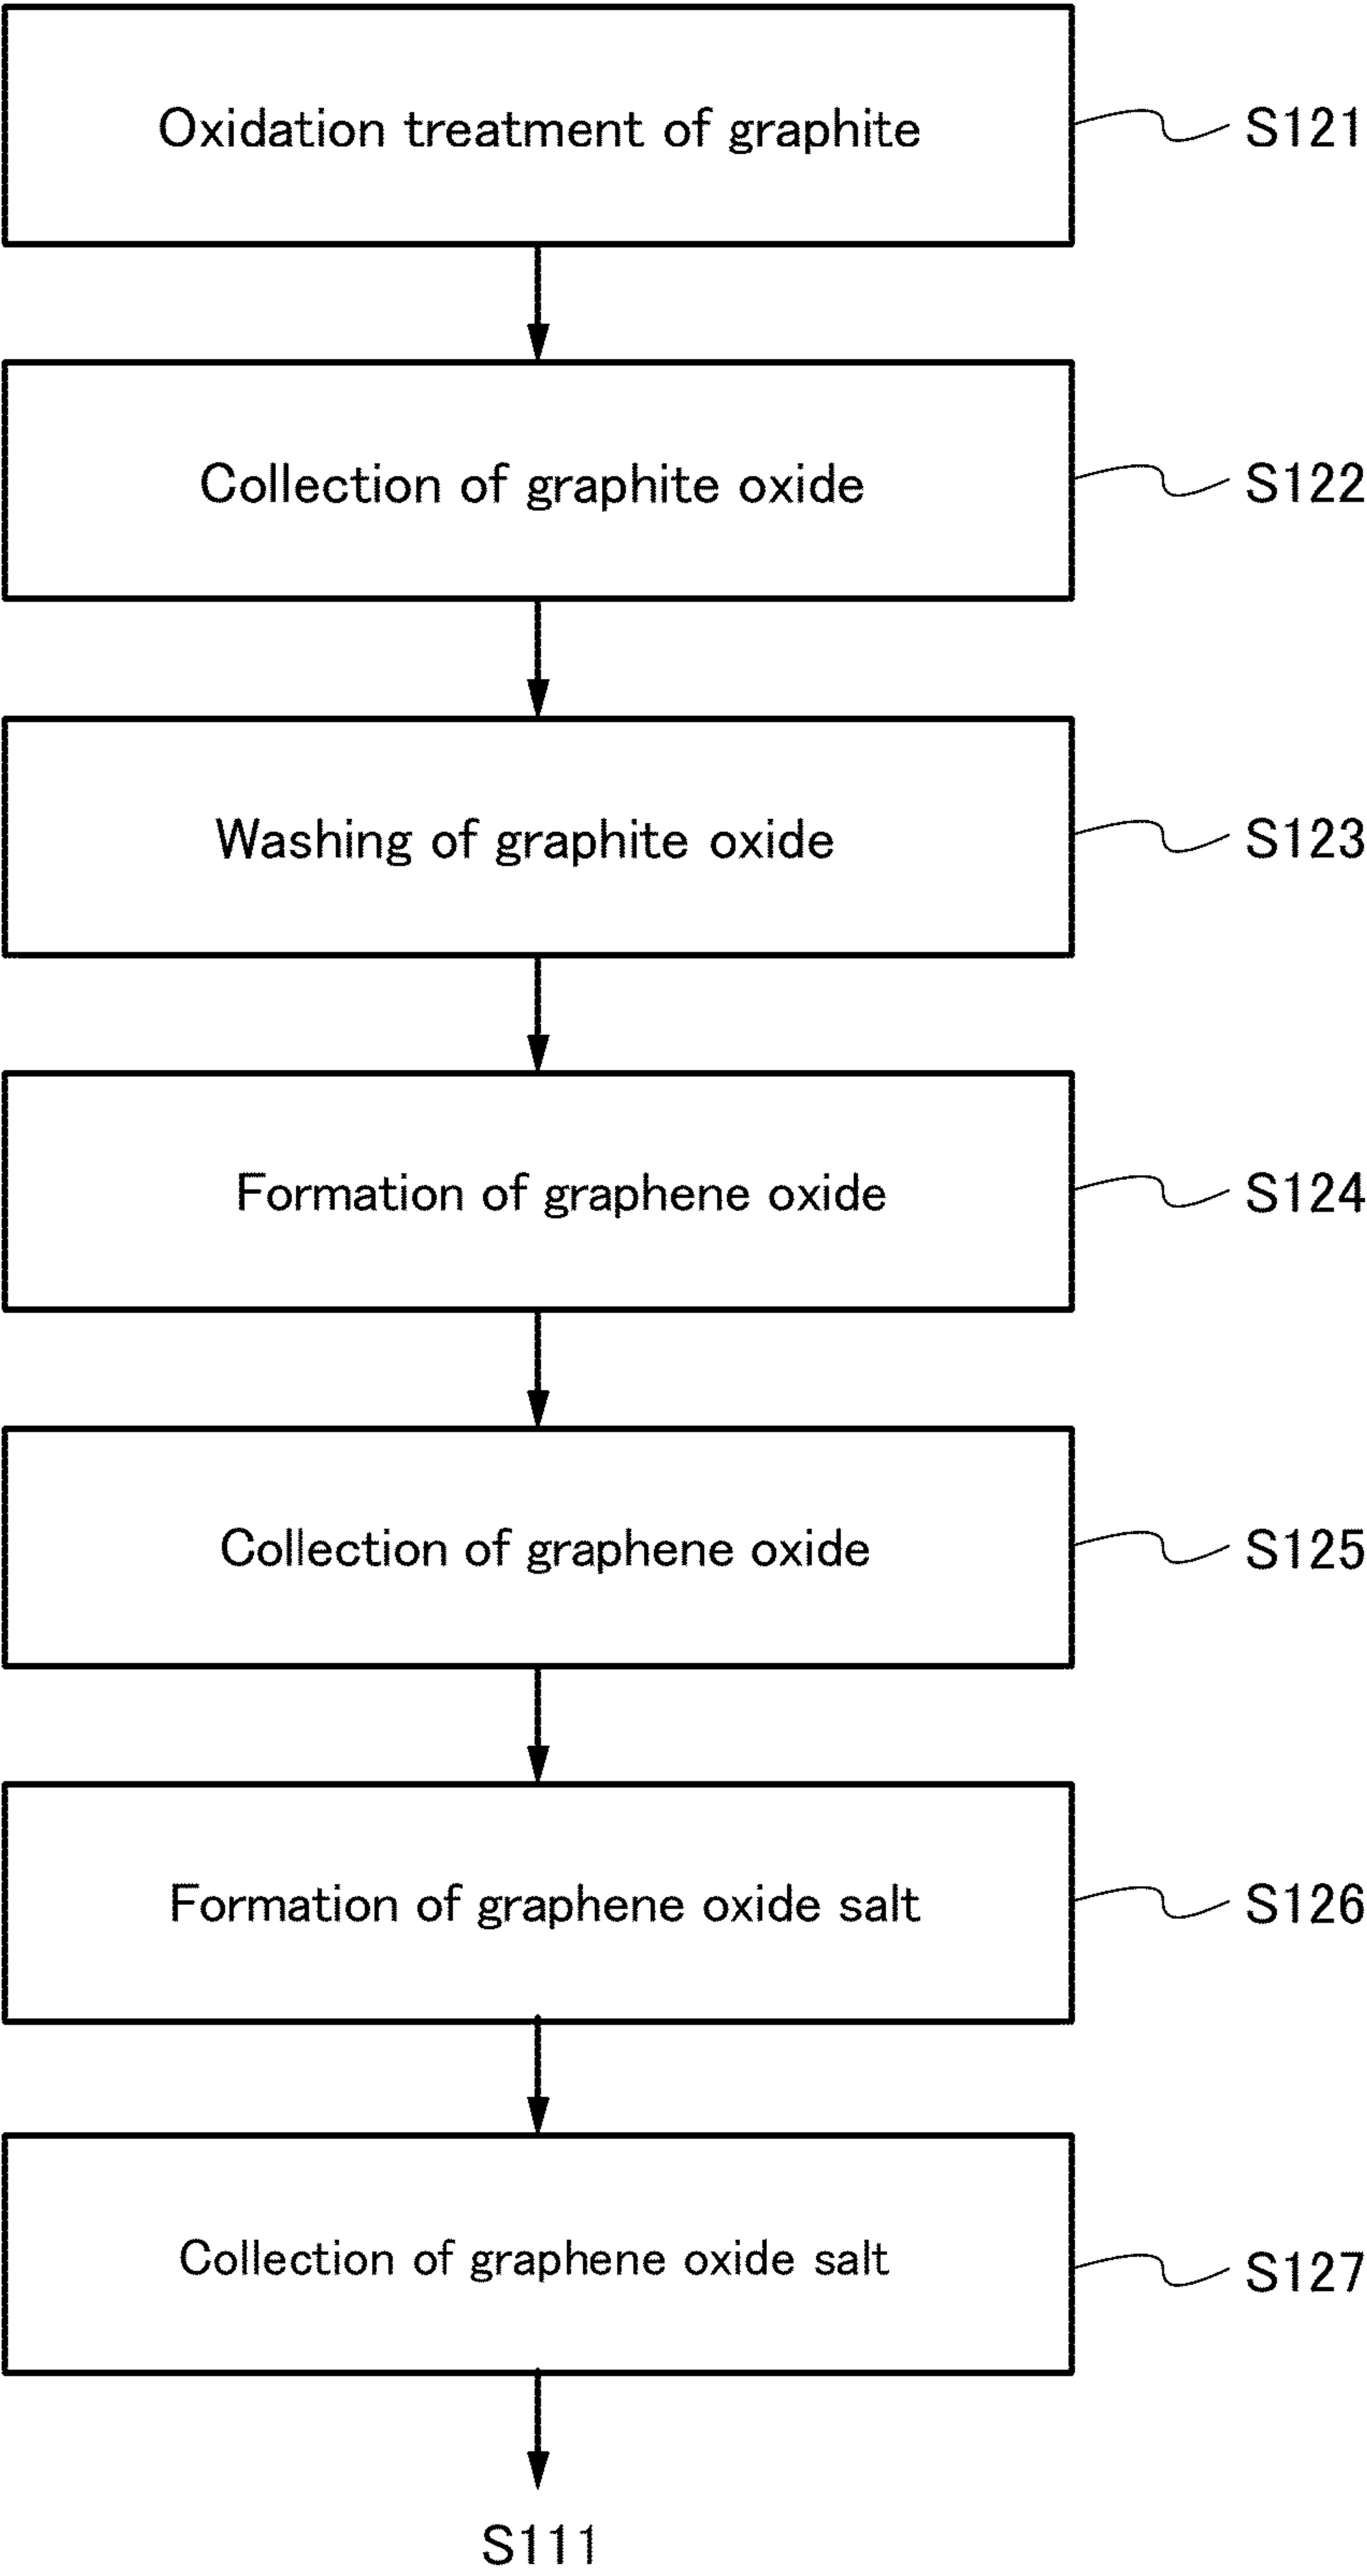 Oxidation treatment of graphite S121
Collection of graphite oxide S122
Washing of graphite oxide S123
Formation of graphene oxide S124
Collection of graphene oxide S125
Formation of graphene oxide salt S126
Collection of graphene oxide salt S127
S111